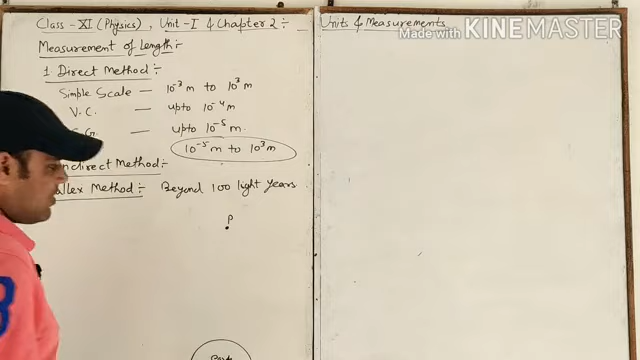 Class - XI (Physics), Unit - I & Chapter 2 :-
Units & Measurements
Measurement of Length :-
1 Direct Method :-
Simple Scale — 10⁻³ m to 10³ m
V.C. — upto 10⁻⁴ m
— upto 10⁻⁵ m.
10⁻⁵ m to 10³ m
Method :-
Method :- Beyond 100 light years
P
Made with KINEMASTER